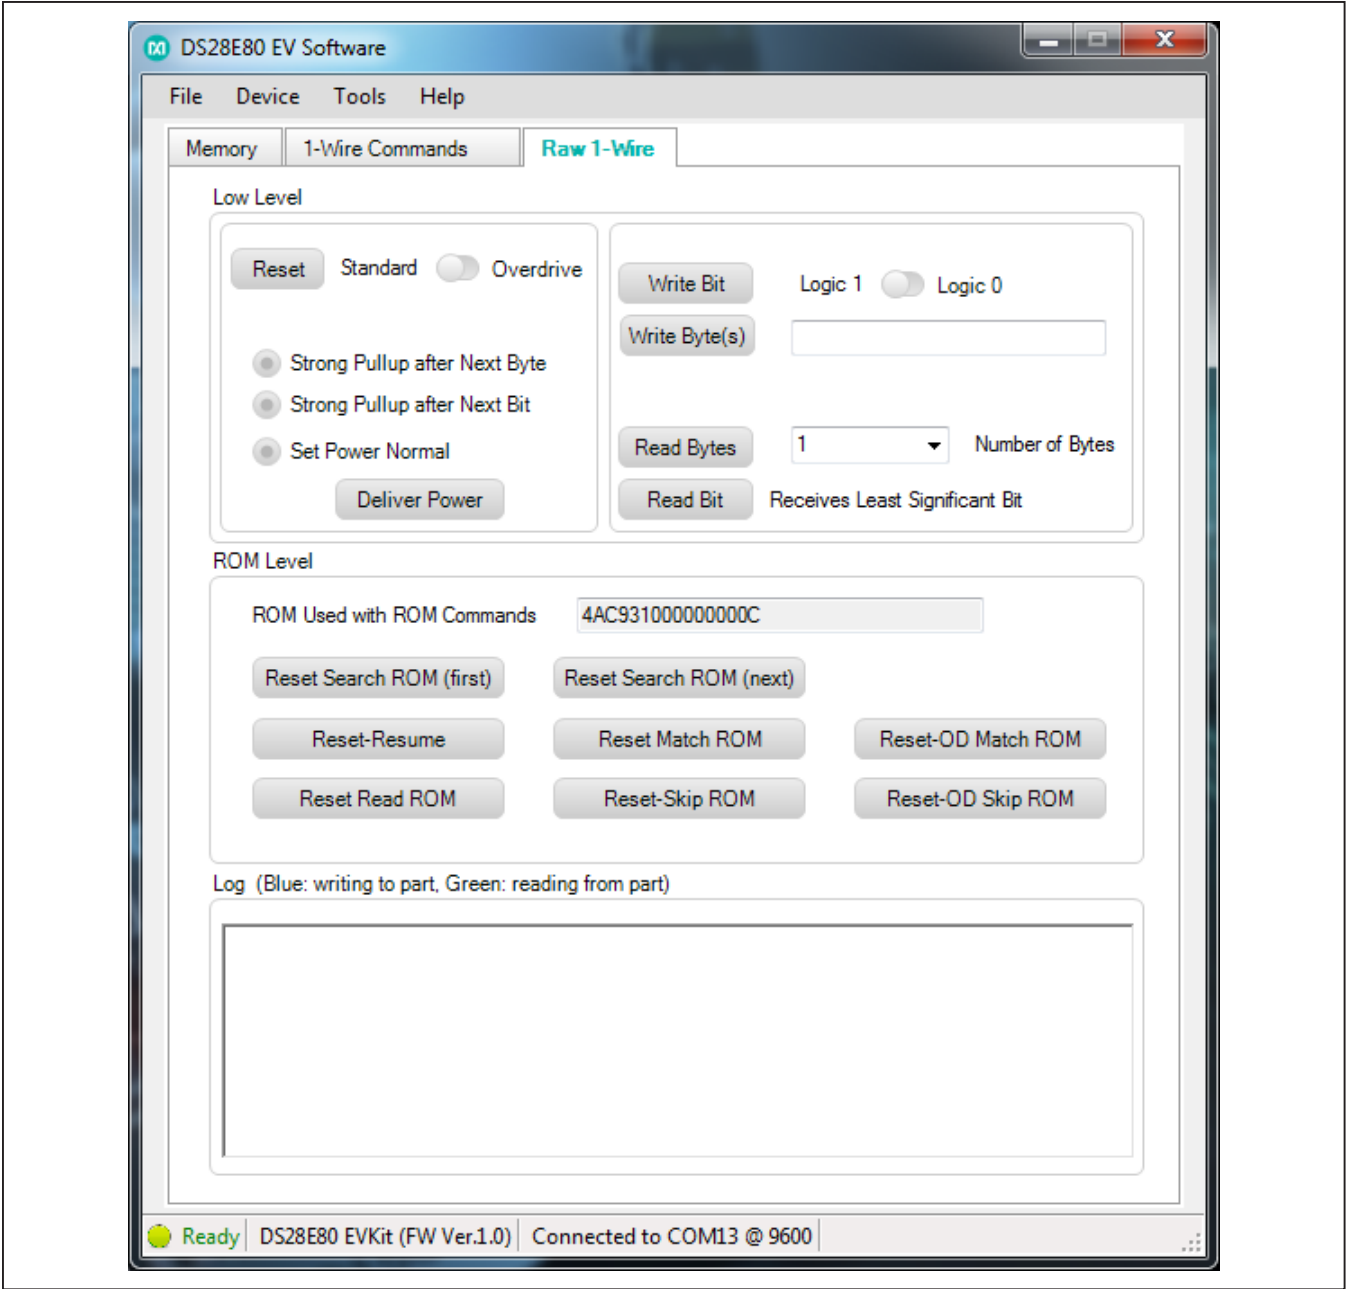 DS28E80 EV Software
File Device Tools Help
Memory 1-Wire Commands Raw 1-Wire
Low Level
Reset Standard Overdrive
Write Bit Logic 1 Logic 0
Write Byte(s)
Strong Pullup after Next Byte
Strong Pullup after Next Bit
Set Power Normal
Read Bytes 1 Number of Bytes
Deliver Power
Read Bit Receives Least Significant Bit
ROM Level
ROM Used with ROM Commands 4AC931000000000C
Reset Search ROM (first) Reset Search ROM (next)
Reset-Resume Reset Match ROM Reset-OD Match ROM
Reset Read ROM Reset-Skip ROM Reset-OD Skip ROM
Log (Blue: writing to part, Green: reading from part)
Ready DS28E80 EVKit (FW Ver.1.0) Connected to COM13 @ 9600